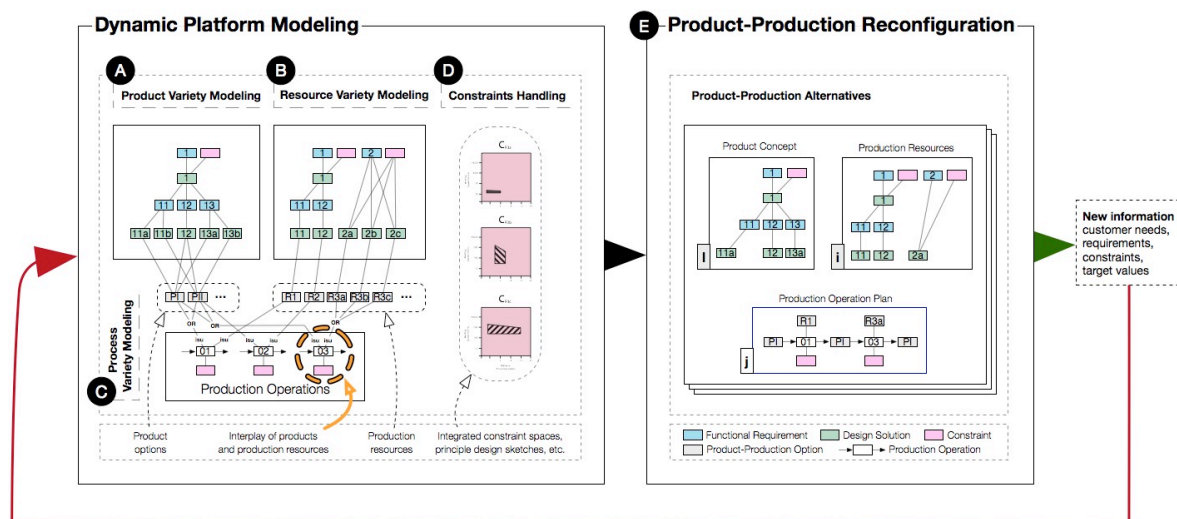 Dynamic Platform Modeling
E
Product-Production Reconfiguration
A
Product Variety Modeling
B
Resource Variety Modeling
D
Constraints Handling
1
1
11 12 13
11a 11b 12 13a 13b
1 2
1
11 12
11 12 2a 2b 2c
PI PII ...
R1 R2 R3a R3b R3c ...
OR OR OR
isu isu isu isu isu
01 02 03
Production Operations
Process
Variety Modeling
C
Product
options
Interplay of products
and production resources
Production
resources
Integrated constraint spaces,
principle design sketches, etc.
Product-Production Alternatives
Product Concept
1
1
11 12 13
11a 12 13a
I
Production Resources
1 2
1
11 12
11 12 2a
i
Production Operation Plan
R1 R3a
PI 01 PI 03 PI
j
Functional Requirement Design Solution Constraint
Product-Production Option Production Operation
New information
customer needs,
requirements,
constraints,
target values